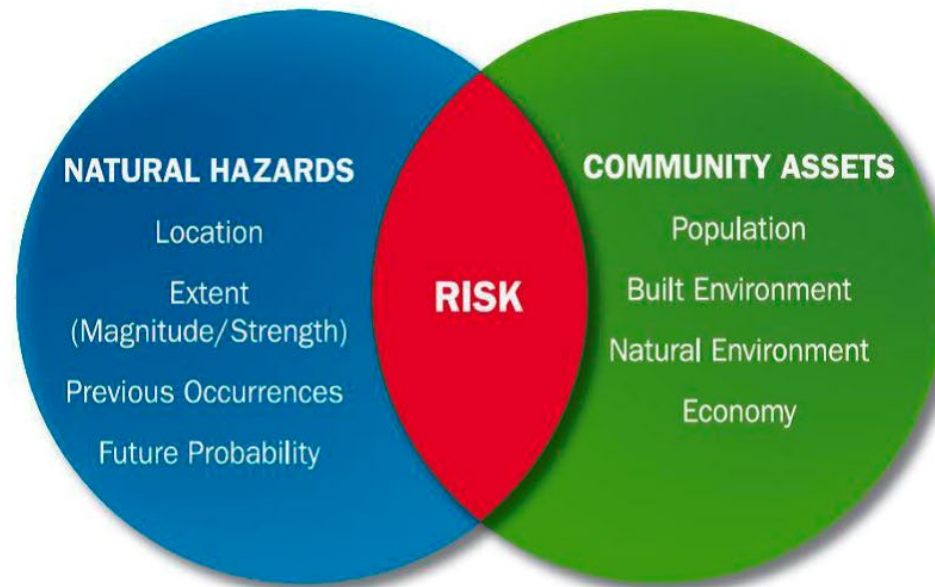 NATURAL HAZARDS
Location
Extent
(Magnitude/Strength)
Previous Occurrences
Future Probability
RISK
COMMUNITY ASSETS
Population
Built Environment
Natural Environment
Economy